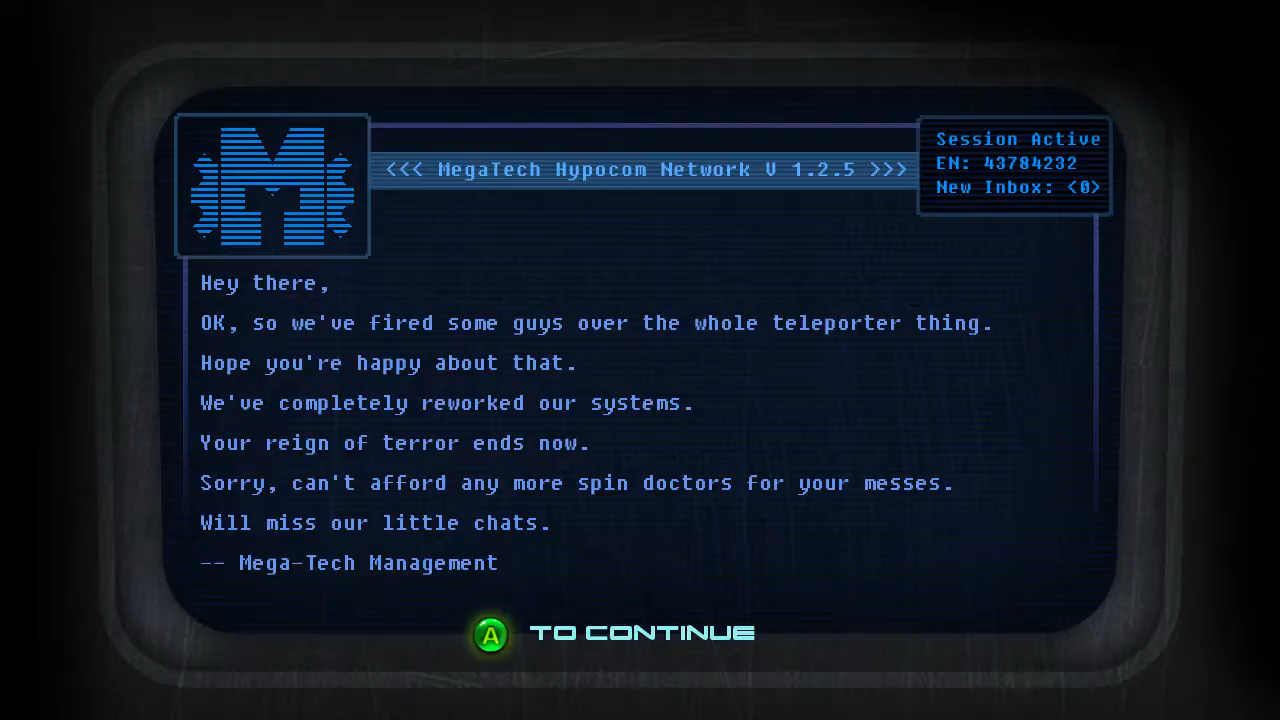 M
<<< MegaTech Hypocom Network V 1.2.5 >>>
Session Active
EN: 43784232
New Inbox: <0>
Hey there,
OK, so we've fired some guys over the whole teleporter thing.
Hope you're happy about that.
We've completely reworked our systems.
Your reign of terror ends now.
Sorry, can't afford any more spin doctors for your messes.
Will miss our little chats.
-- Mega-Tech Management
A TO CONTINUE